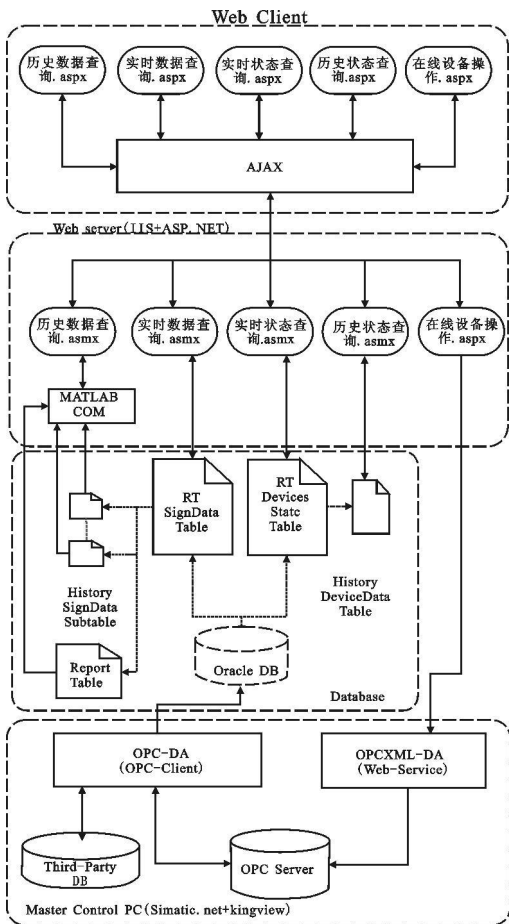 Web Client
历史数据查
询. aspx
实时数据查
询. aspx
实时状态查
询. aspx
历史状态查
询. aspx
在线设备操
作. aspx
AJAX
Web server(IIS+ASP. NET)
历史数据查
询. asmx
实时数据查
询. asmx
实时状态查
询.asmx
历史状态查
询. asmx
在线设备操
作. aspx
MATLAB
COM
RT
SignData
Table
RT
Devices
State
Table
History
SignData
Subtable
History
DeviceData
Table
Report
Table
Oracle DB
Database
OPC-DA
(OPC-Client)
OPCXML-DA
(Web-Service)
Third-Party
DB
OPC Server
Master Control PC(Simatic. net+kingview)